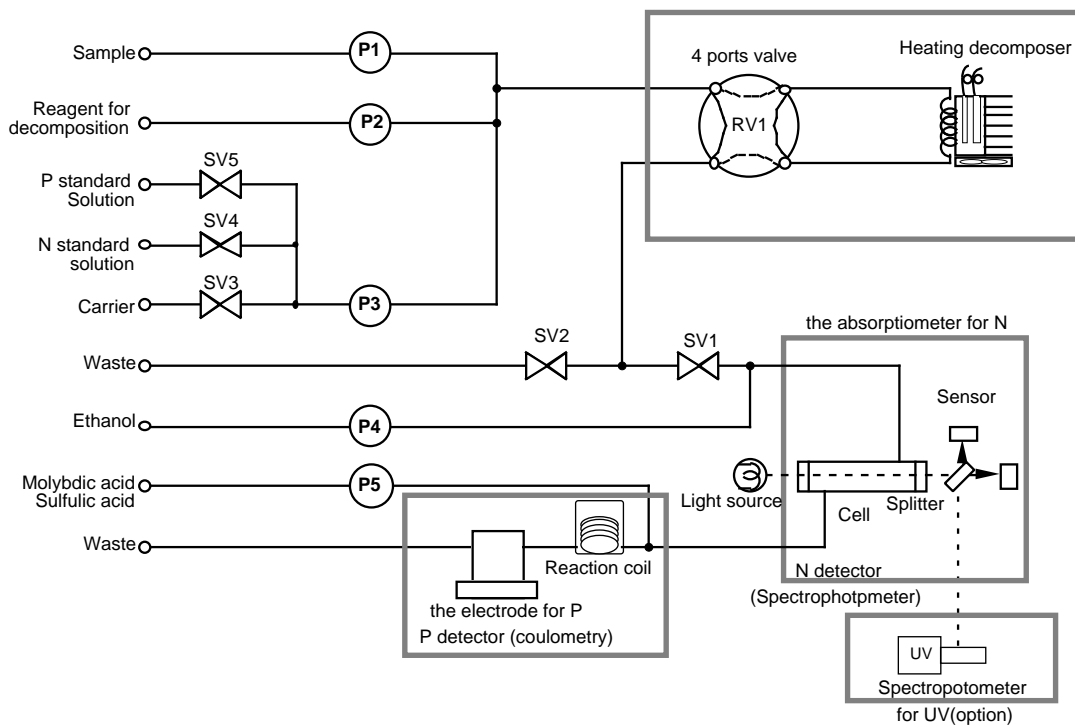 Sample
P1
Reagent for
decomposition
P2
P standard
Solution
SV5
N standard
solution
SV4
Carrier
SV3
P3
4 ports valve
RV1
Heating decomposer
Waste
SV2
SV1
the absorptiometer for N
Ethanol
P4
Sensor
Molybdic acid
Sulfulic acid
P5
Light source
Cell
Splitter
Waste
Reaction coil
N detector
(Spectrophotpmeter)
the electrode for P
P detector (coulometry)
UV
Spectropotometer
for UV(option)